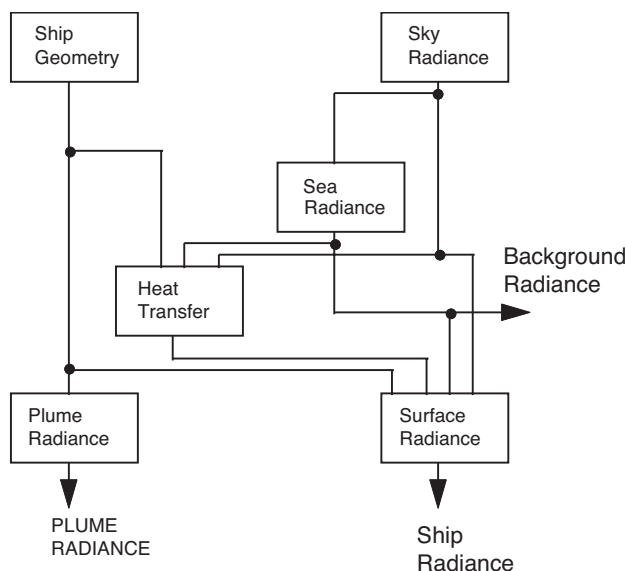 Ship
Geometry
Sky
Radiance
Sea
Radiance
Background
Radiance
Heat
Transfer
Plume
Radiance
Surface
Radiance
PLUME
RADIANCE
Ship
Radiance